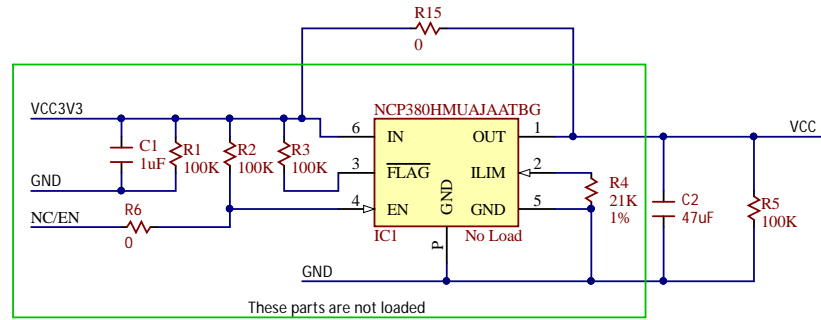 R15
0
NCP380HMUAJAATBG
VCC3V3
C1
1uF
R1
100K
R2
100K
R3
100K
6
IN
OUT
1
VCC
3
FLAG
ILIM
2
GND
4
EN
GND
GND
5
R4
21K
1%
C2
47uF
R5
100K
NC/EN
R6
0
IC1
No Load
P
GND
These parts are not loaded